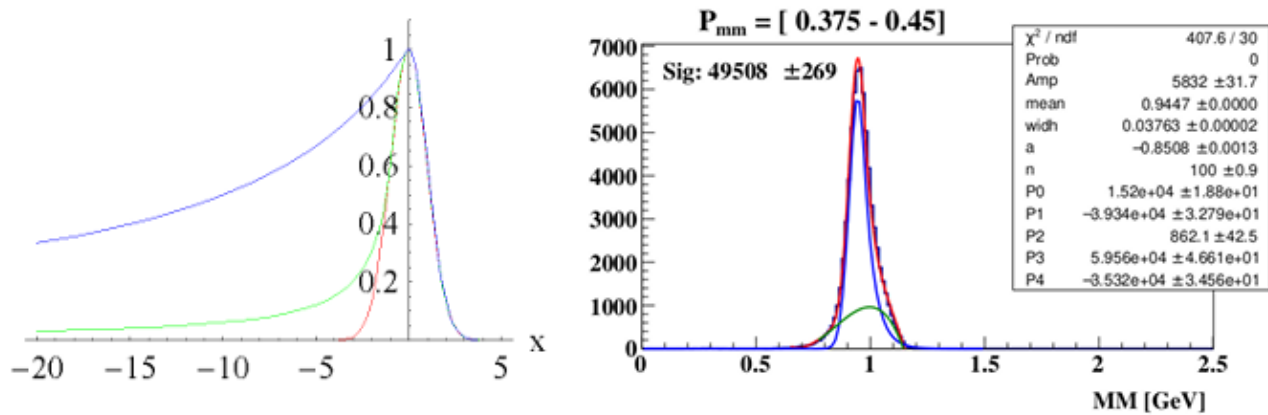 1
0.8
0.6
0.4
0.2
−20 −15 −10 −5 5 x
P_mm = [ 0.375 - 0.45]
Sig: 49508 ±269
7000
6000
5000
4000
3000
2000
1000
0
0 0.5 1 1.5 2 2.5
MM [GeV]
χ² / ndf 407.6 / 30
Prob 0
Amp 5832 ±31.7
mean 0.9447 ±0.0000
widh 0.03763 ±0.00002
a −0.8508 ±0.0013
n 100 ±0.9
P0 1.52e+04 ±1.88e+01
P1 −3.934e+04 ±3.279e+01
P2 862.1 ±42.5
P3 5.956e+04 ±4.661e+01
P4 −3.532e+04 ±3.456e+01